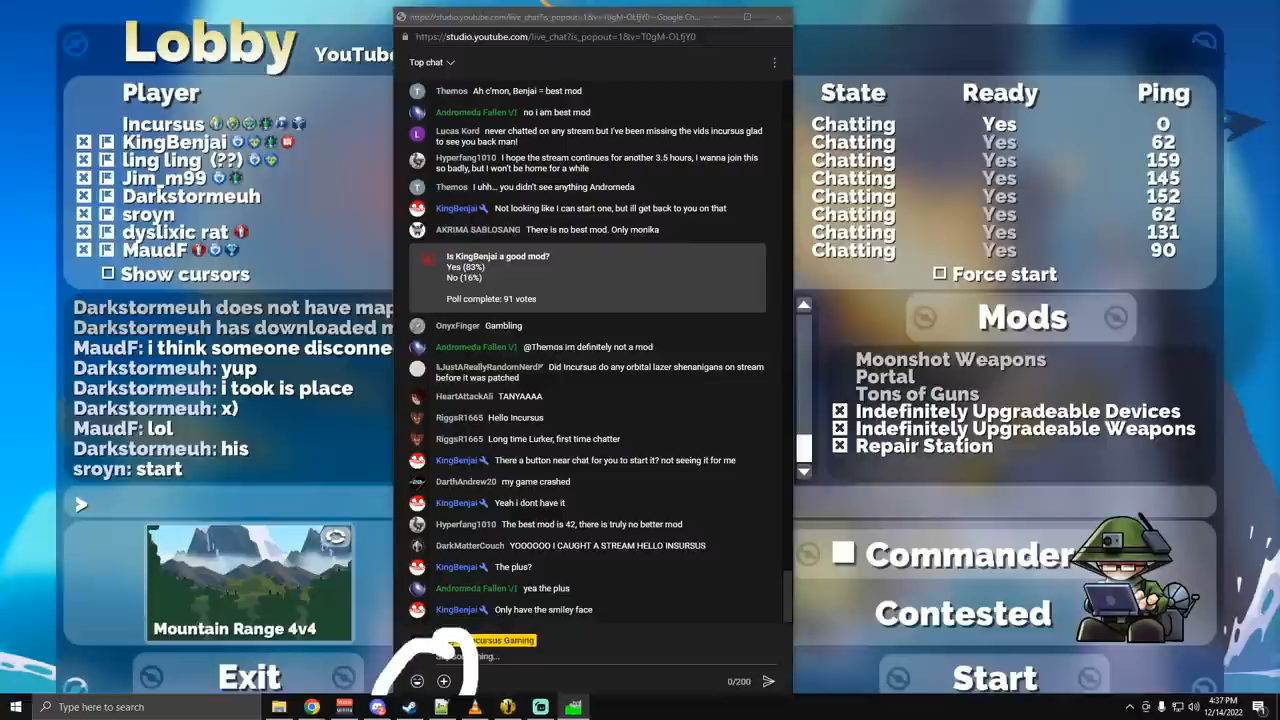 https://studio.youtube.com/live_chat?is_popout=1&v=T0gM-OLfjY0 - Google Ch...
https://studio.youtube.com/live_chat?is_popout=1&v=T0gM-OLfjY0
Lobby
YouTube
Player
Incursus
KingBenjai
ling ling (??)
Jim_m99
Darkstormeuh
sroyn
dyslixic rat
MaudF
Show cursors
Darkstormeuh does not have map
Darkstormeuh has downloaded m
MaudF: i think someone disconne
Darkstormeuh: yup
Darkstormeuh: i took is place
Darkstormeuh: x)
MaudF: lol
Darkstormeuh: his
sroyn: start
>
Mountain Range 4v4
Exit
Top chat
Themos Ah c'mon, Benjai = best mod
Andromeda Fallen VI no i am best mod
Lucas Kord never chatted on any stream but I've been missing the vids incursus glad
to see you back man!
Hyperfang1010 I hope the stream continues for another 3.5 hours, I wanna join this
so badly, but I won't be home for a while
Themos I uhh... you didn't see anything Andromeda
KingBenjai Not looking like I can start one, but ill get back to you on that
AKRIMA SABLOSANG There is no best mod. Only monika
Is KingBenjai a good mod?
Yes (83%)
No (16%)
Poll complete: 91 votes
OnyxFinger Gambling
Andromeda Fallen VI @Themos im definitely not a mod
JustAReallyRandomNerd Did Incursus do any orbital lazer shenanigans on stream
before it was patched
HeartAttackAli TANYAAAA
RiggsR1665 Hello Incursus
RiggsR1665 Long time Lurker, first time chatter
KingBenjai There a button near chat for you to start it? not seeing it for me
DarthAndrew20 my game crashed
KingBenjai Yeah i dont have it
Hyperfang1010 The best mod is 42, there is truly no better mod
DarkMatterCouch YOOOOOO I CAUGHT A STREAM HELLO INSURSUS
KingBenjai The plus?
Andromeda Fallen VI yea the plus
KingBenjai Only have the smiley face
cursus Gaming
0/200
State Ready Ping
Chatting Yes 0
Chatting Yes 62
Chatting Yes 159
Chatting Yes 145
Chatting Yes 152
Chatting Yes 62
Chatting Yes 131
Chatting Yes 90
Force start
Mods
Moonshot Weapons
Portal
Tons of Guns
Indefinitely Upgradeable Devices
Indefinitely Upgradeable Weapons
Repair Station
Commander
Contested
Start
Type here to search
4:37 PM
12/14/2022